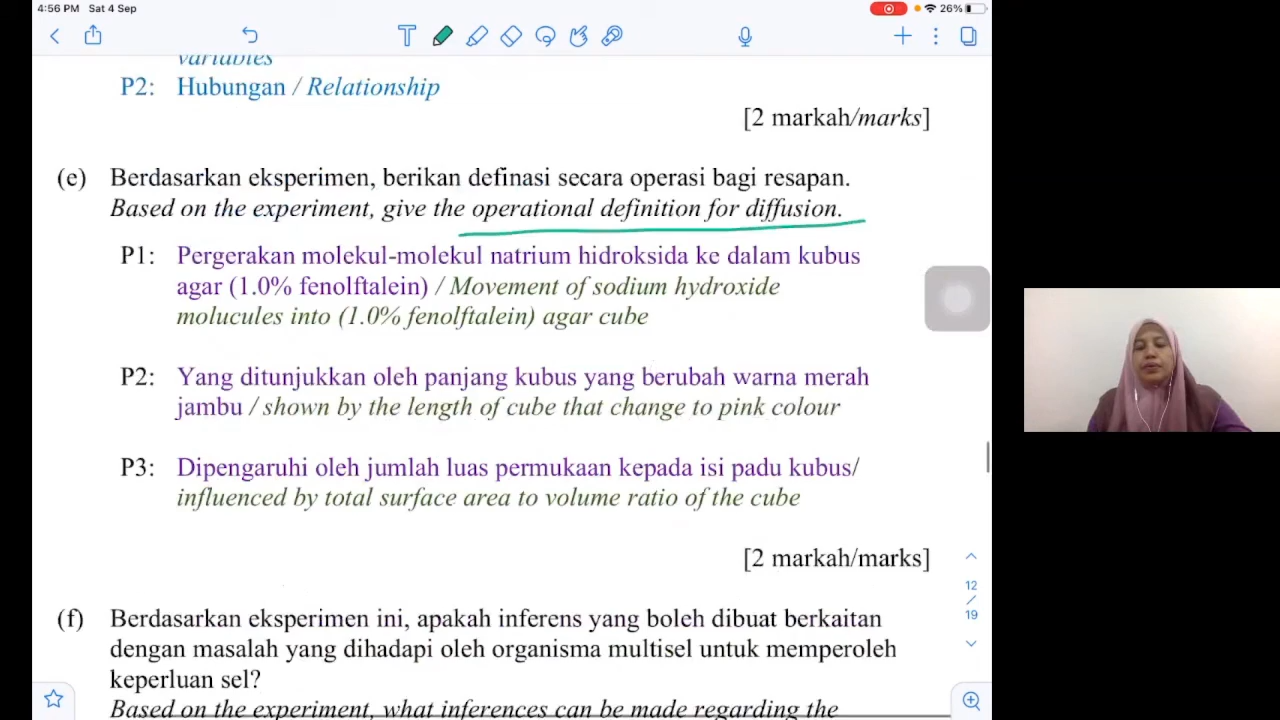 4:56 PM Sat 4 Sep
26%
variables
P2: Hubungan / Relationship
[2 markah/marks]
(e) Berdasarkan eksperimen, berikan definasi secara operasi bagi resapan.
Based on the experiment, give the operational definition for diffusion.
P1: Pergerakan molekul-molekul natrium hidroksida ke dalam kubus
agar (1.0% fenolftalein) / Movement of sodium hydroxide
molucules into (1.0% fenolftalein) agar cube
P2: Yang ditunjukkan oleh panjang kubus yang berubah warna merah
jambu / shown by the length of cube that change to pink colour
P3: Dipengaruhi oleh jumlah luas permukaan kepada isi padu kubus/
influenced by total surface area to volume ratio of the cube
[2 markah/marks]
12
/
19
(f) Berdasarkan eksperimen ini, apakah inferens yang boleh dibuat berkaitan
dengan masalah yang dihadapi oleh organisma multisel untuk memperoleh
keperluan sel?
Based on the experiment, what inferences can be made regarding the